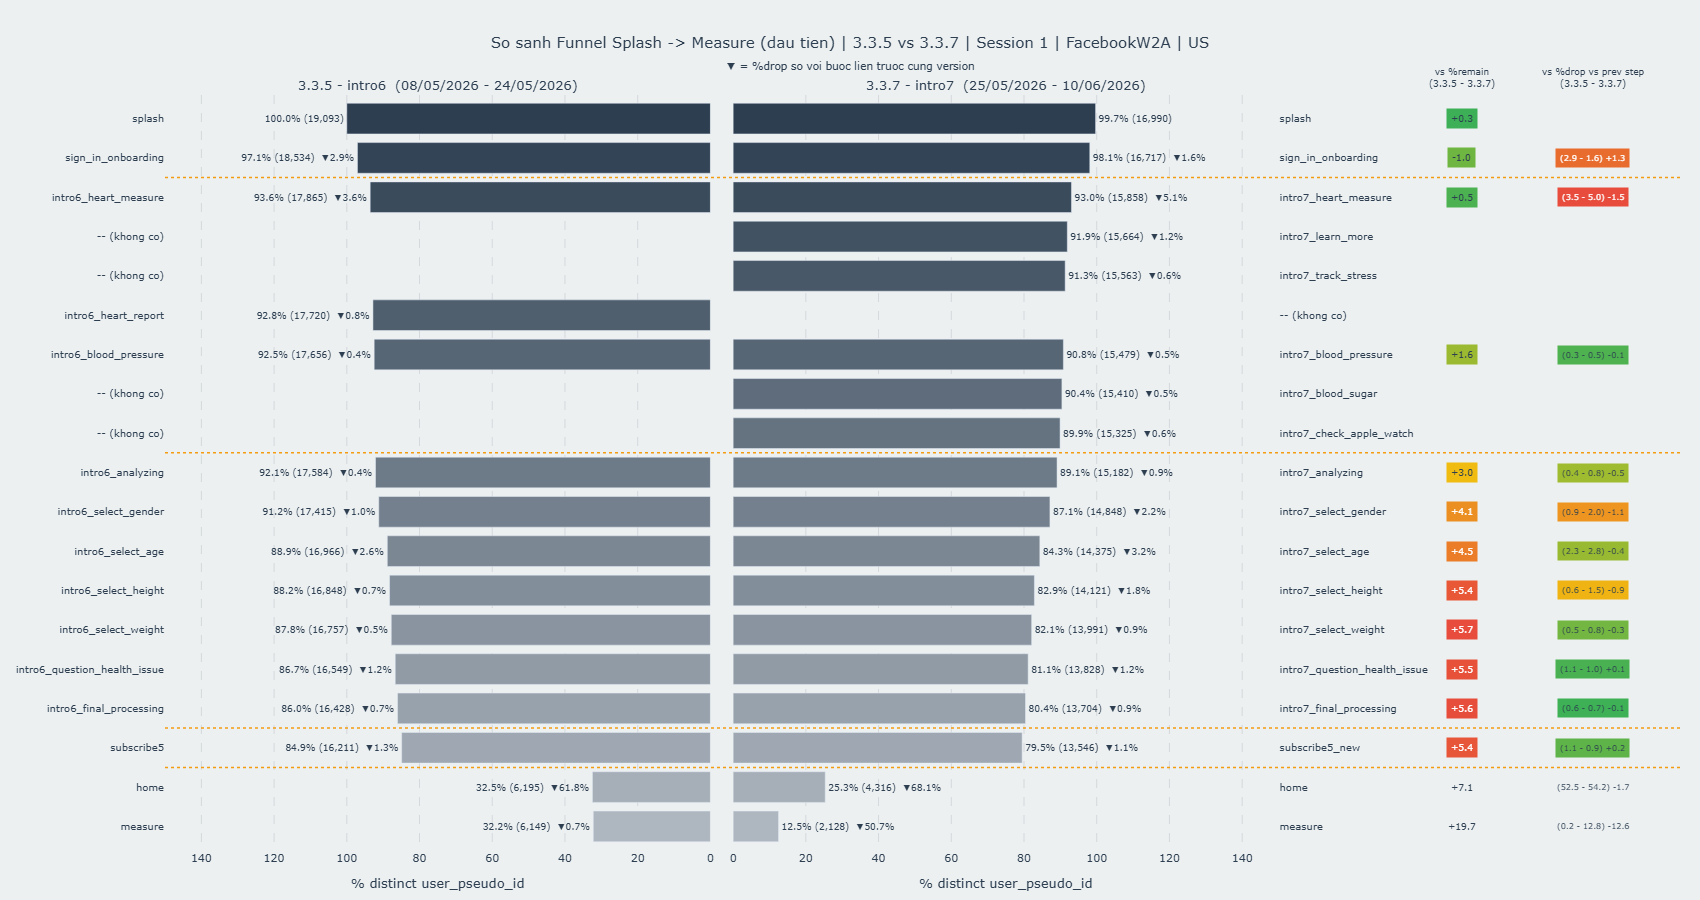 So sanh Funnel Splash -> Measure (dau tien) | 3.3.5 vs 3.3.7 | Session 1 | FacebookW2A | US
▼ = %drop so voi buoc lien truoc cung version
3.3.5 - intro6 (08/05/2026 - 24/05/2026)
3.3.7 - intro7 (25/05/2026 - 10/06/2026)
vs %remain
(3.3.5 - 3.3.7)
vs %drop vs prev step
(3.3.5 - 3.3.7)
splash 100.0% (19,093) 99.7% (16,990) splash +0.3
sign_in_onboarding 97.1% (18,534) ▼2.9% 98.1% (16,717) ▼1.6% sign_in_onboarding -1.0 (2.9 - 1.6) +1.3
intro6_heart_measure 93.6% (17,865) ▼3.6% 93.0% (15,858) ▼5.1% intro7_heart_measure +0.5 (3.5 - 5.0) -1.5
-- (khong co) 91.9% (15,664) ▼1.2% intro7_learn_more
-- (khong co) 91.3% (15,563) ▼0.6% intro7_track_stress
intro6_heart_report 92.8% (17,720) ▼0.8% -- (khong co)
intro6_blood_pressure 92.5% (17,656) ▼0.4% 90.8% (15,479) ▼0.5% intro7_blood_pressure +1.6 (0.3 - 0.5) -0.1
-- (khong co) 90.4% (15,410) ▼0.5% intro7_blood_sugar
-- (khong co) 89.9% (15,325) ▼0.6% intro7_check_apple_watch
intro6_analyzing 92.1% (17,584) ▼0.4% 89.1% (15,182) ▼0.9% intro7_analyzing +3.0 (0.4 - 0.8) -0.5
intro6_select_gender 91.2% (17,415) ▼1.0% 87.1% (14,848) ▼2.2% intro7_select_gender +4.1 (0.9 - 2.0) -1.1
intro6_select_age 88.9% (16,966) ▼2.6% 84.3% (14,375) ▼3.2% intro7_select_age +4.5 (2.3 - 2.8) -0.4
intro6_select_height 88.2% (16,848) ▼0.7% 82.9% (14,121) ▼1.8% intro7_select_height +5.4 (0.6 - 1.5) -0.9
intro6_select_weight 87.8% (16,757) ▼0.5% 82.1% (13,991) ▼0.9% intro7_select_weight +5.7 (0.5 - 0.8) -0.3
intro6_question_health_issue 86.7% (16,549) ▼1.2% 81.1% (13,828) ▼1.2% intro7_question_health_issue +5.5 (1.1 - 1.0) +0.1
intro6_final_processing 86.0% (16,428) ▼0.7% 80.4% (13,704) ▼0.9% intro7_final_processing +5.6 (0.6 - 0.7) -0.1
subscribe5 84.9% (16,211) ▼1.3% 79.5% (13,546) ▼1.1% subscribe5_new +5.4 (1.1 - 0.9) +0.2
home 32.5% (6,195) ▼61.8% 25.3% (4,316) ▼68.1% home +7.1 (52.5 - 54.2) -1.7
measure 32.2% (6,149) ▼0.7% 12.5% (2,128) ▼50.7% measure +19.7 (0.2 - 12.8) -12.6
140 120 100 80 60 40 20 0 0 20 40 60 80 100 120 140
% distinct user_pseudo_id % distinct user_pseudo_id